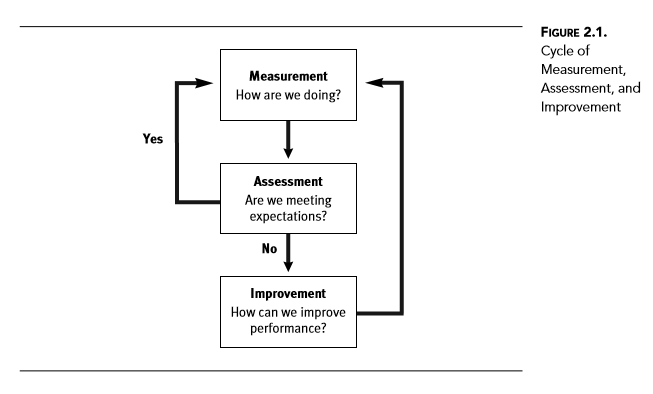 FIGURE 2.1.
Cycle of
Measurement,
Assessment, and
Improvement
Measurement
How are we doing?
Yes
Assessment
Are we meeting
expectations?
No
Improvement
How can we improve
performance?